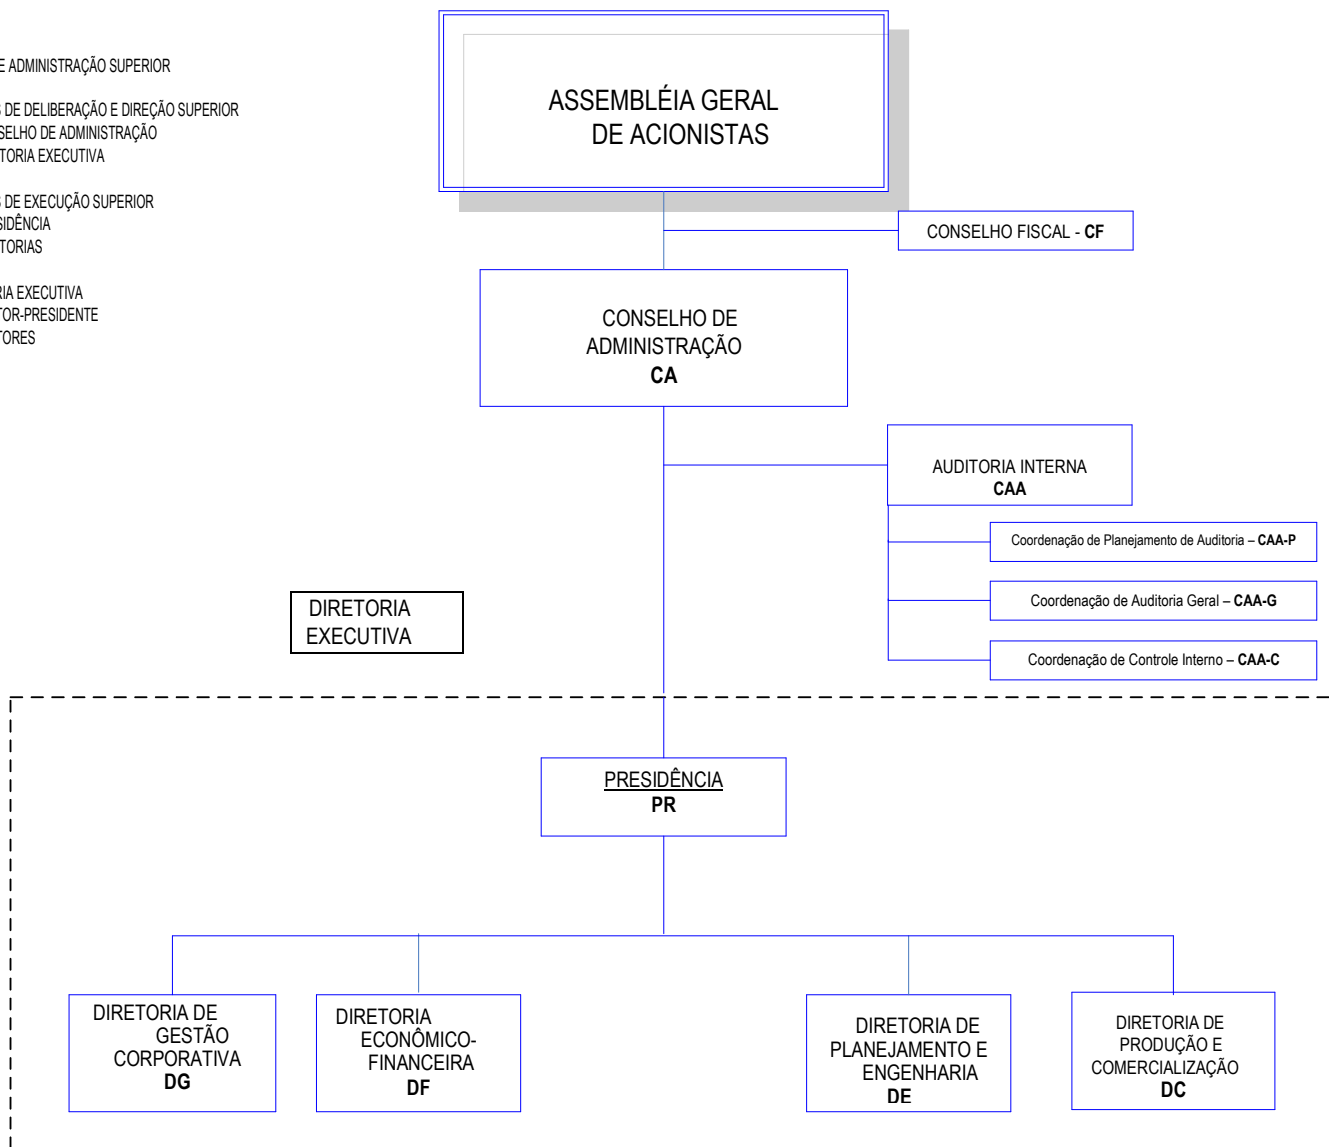 E ADMINISTRAÇÃO SUPERIOR
DE DELIBERAÇÃO E DIREÇÃO SUPERIOR
SELHO DE ADMINISTRAÇÃO
TORIA EXECUTIVA
DE EXECUÇÃO SUPERIOR
SIDÊNCIA
TORIAS
RIA EXECUTIVA
TOR-PRESIDENTE
TORES
ASSEMBLÉIA GERAL
DE ACIONISTAS
CONSELHO FISCAL - CF
CONSELHO DE
ADMINISTRAÇÃO
CA
AUDITORIA INTERNA
CAA
Coordenação de Planejamento de Auditoria – CAA-P
Coordenação de Auditoria Geral – CAA-G
Coordenação de Controle Interno – CAA-C
DIRETORIA
EXECUTIVA
PRESIDÊNCIA
PR
DIRETORIA DE
GESTÃO
CORPORATIVA
DG
DIRETORIA
ECONÔMICO-
FINANCEIRA
DF
DIRETORIA DE
PLANEJAMENTO E
ENGENHARIA
DE
DIRETORIA DE
PRODUÇÃO E
COMERCIALIZAÇÃO
DC